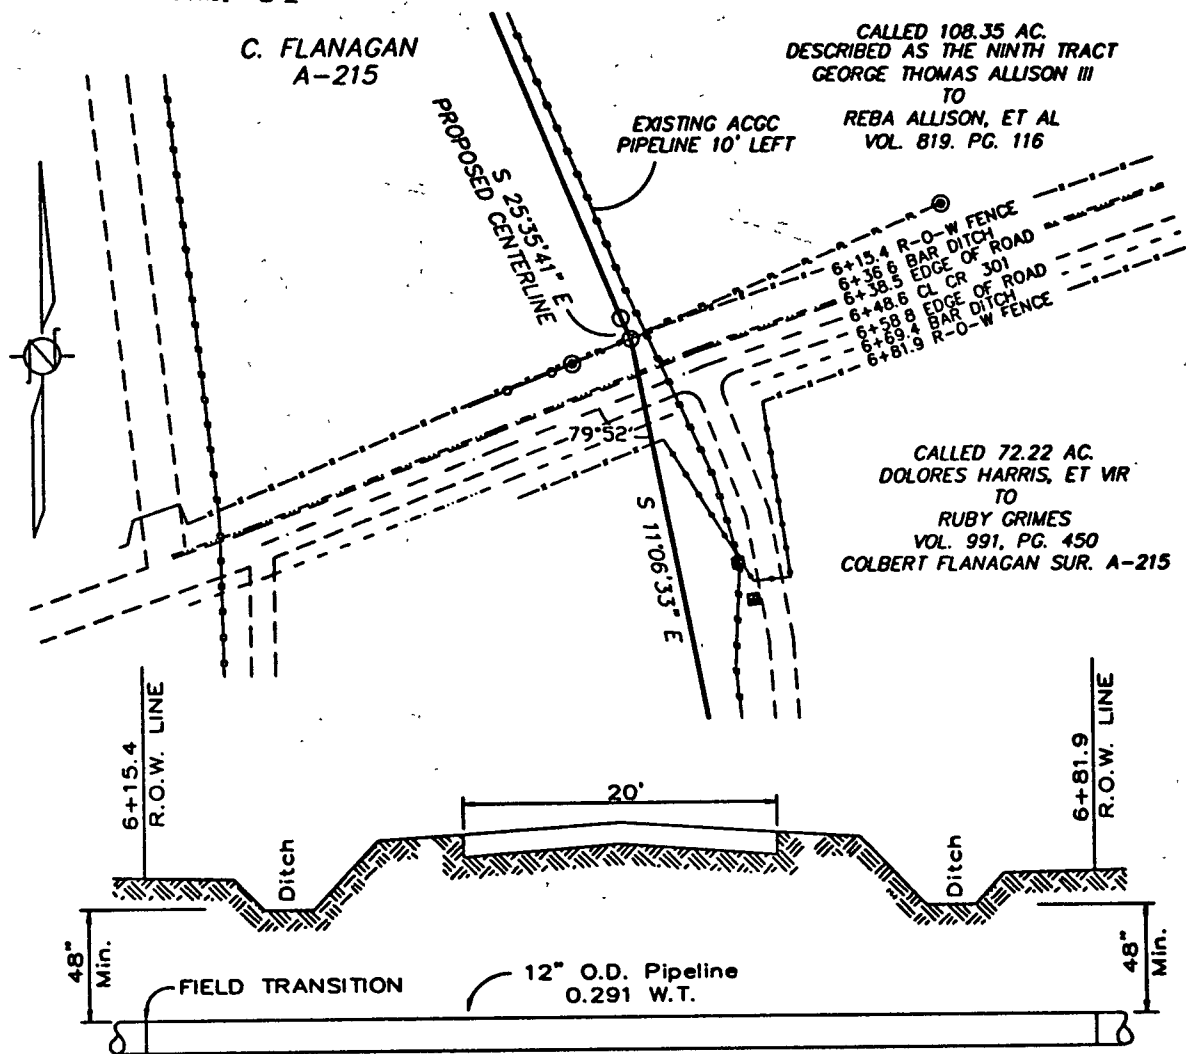 C. FLANAGAN
A-215
CALLED 108.35 AC.
DESCRIBED AS THE NINTH TRACT
GEORGE THOMAS ALLISON III
TO
REBA ALLISON, ET AL
VOL. 819. PG. 116
EXISTING ACGC
PIPELINE 10' LEFT
S 25°35'41" E
PROPOSED CENTERLINE
6+15.4 R-O-W FENCE
6+36.6 BAR DITCH
6+38.5 EDGE OF ROAD
6+48.6 CL CR 301
6+58.8 EDGE OF ROAD
6+69.4 BAR DITCH
6+81.9 R-O-W FENCE
79°52'
S 11°06'33" E
CALLED 72.22 AC.
DOLORES HARRIS, ET VIR
TO
RUBY GRIMES
VOL. 991, PG. 450
COLBERT FLANAGAN SUR. A-215
6+15.4
R.O.W. LINE
20'
6+81.9
R.O.W. LINE
Ditch
Ditch
48"
Min.
48"
Min.
FIELD TRANSITION
12" O.D. Pipeline
0.291 W.T.